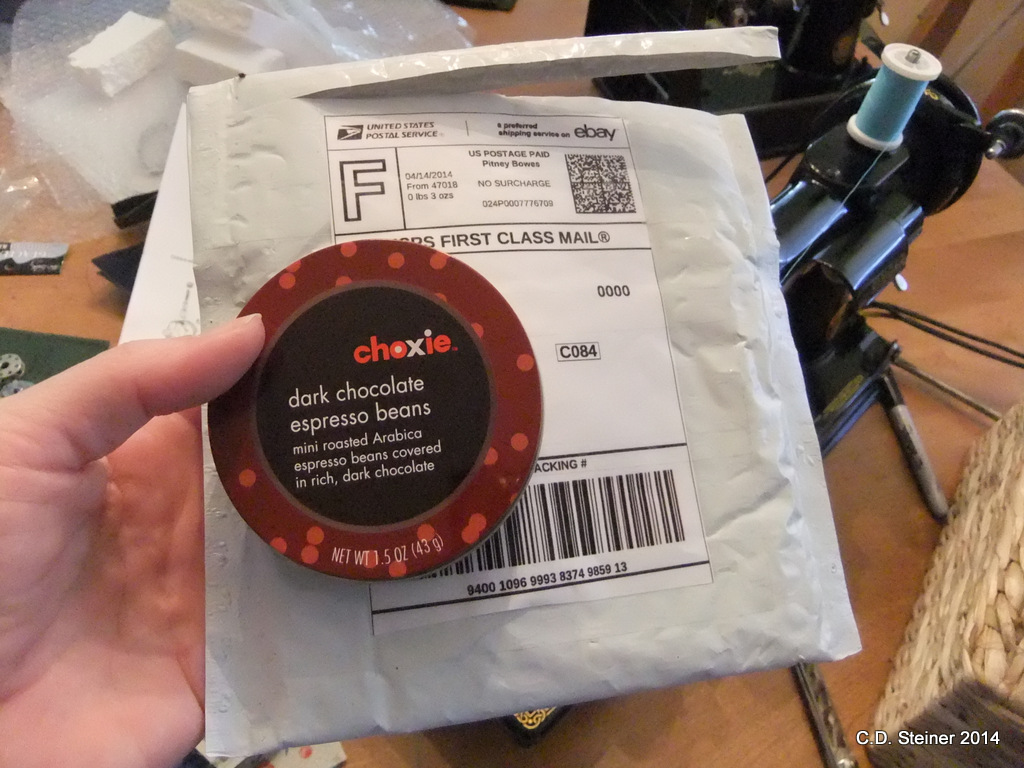 UNITED STATES
POSTAL SERVICE®
a preferred
shipping service on ebay
F
US POSTAGE PAID
Pitney Bowes
04/14/2014
From 47018
0 lbs 3 ozs
NO SURCHARGE
024P0007776709
FIRST CLASS MAIL®
0000
C084
choxie™
dark chocolate
espresso beans
mini roasted Arabica
espresso beans covered
in rich, dark chocolate
NET WT 1.5 OZ (43 g)
ACKING #
9400 1096 9993 8374 9859 13
C.D. Steiner 2014